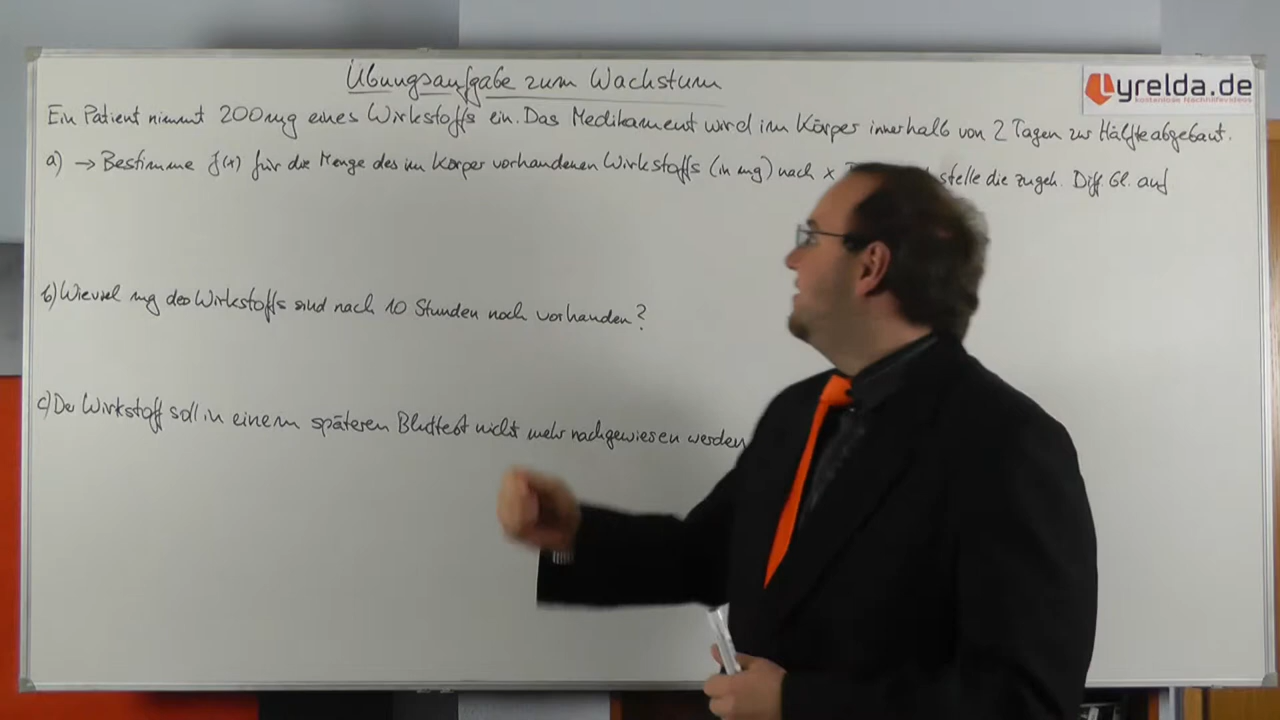 Übungsaufgabe zum Wachstum
Lyrelda.de
kostenlose Nachhilfevideos
Ein Patient nimmt 200mg eines Wirkstoffs ein. Das Medikament wird im Körper innerhalb von 2 Tagen zur Hälfte abgebaut.
a) → Bestimme f(x) für die Menge des im Körper vorhandenen Wirkstoffs (in mg) nach x stelle die zugeh. Diff. Gl. auf
b) Wieviel mg des Wirkstoffs sind nach 10 Stunden noch vorhanden?
c) Der Wirkstoff soll in einem späteren Bluttest nicht mehr nachgewiesen werden